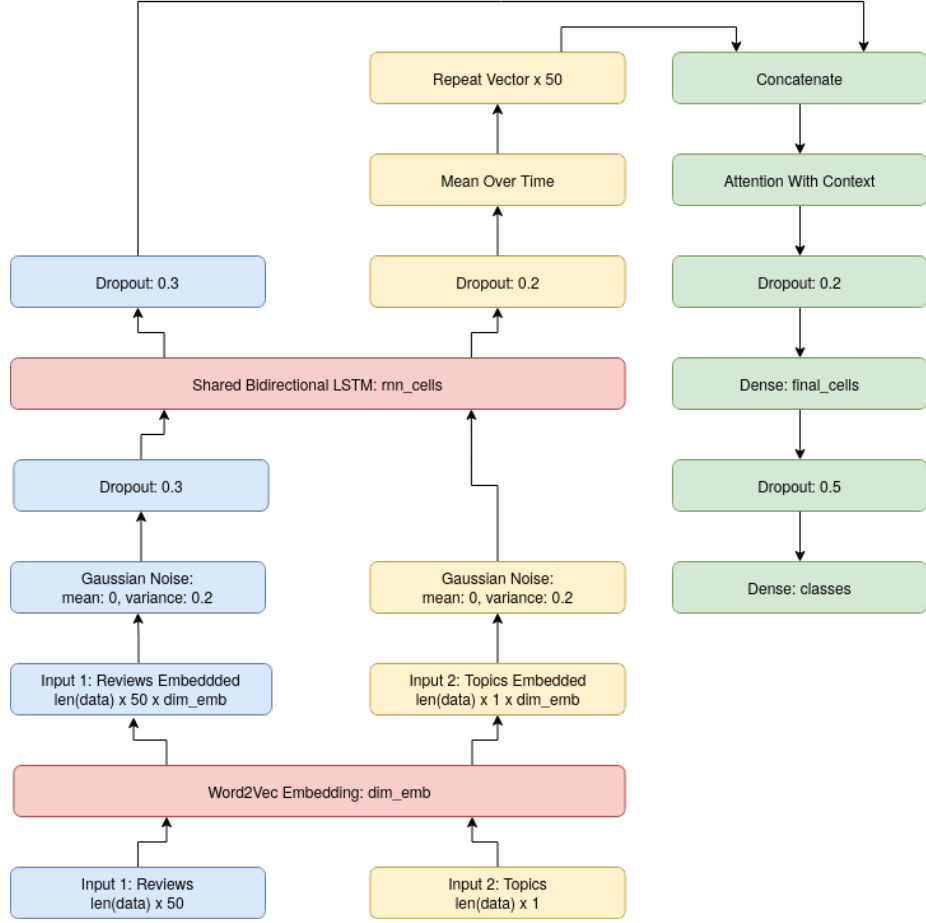 Repeat Vector x 50
Concatenate
Mean Over Time
Attention With Context
Dropout: 0.3
Dropout: 0.2
Dropout: 0.2
Shared Bidirectional LSTM: rnn_cells
Dense: final_cells
Dropout: 0.3
Dropout: 0.5
Gaussian Noise:
mean: 0, variance: 0.2
Gaussian Noise:
mean: 0, variance: 0.2
Dense: classes
Input 1: Reviews Embeddded
len(data) x 50 x dim_emb
Input 2: Topics Embedded
len(data) x 1 x dim_emb
Word2Vec Embedding: dim_emb
Input 1: Reviews
len(data) x 50
Input 2: Topics
len(data) x 1